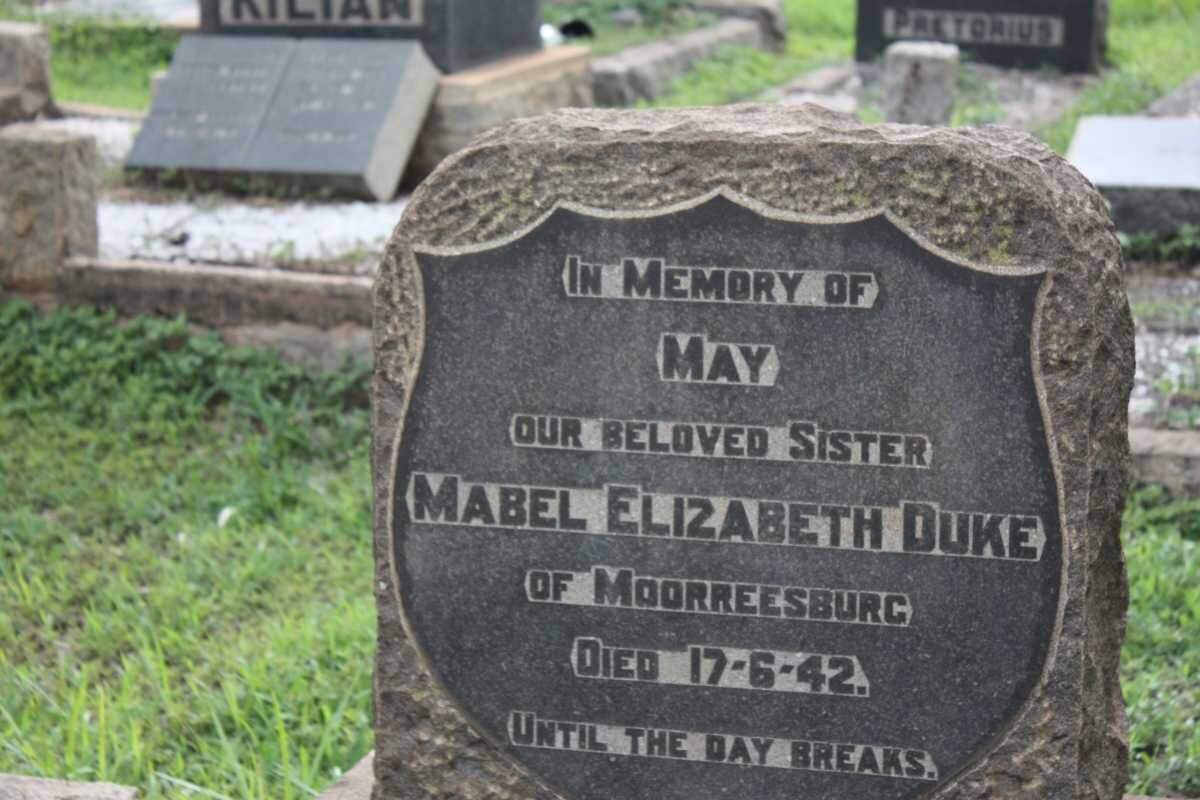 KILIAN
PRETORIUS
IN MEMORY OF
MAY
OUR BELOVED SISTER
MABEL ELIZABETH DUKE
OF MOORREESBURG
DIED 17-6-42.
UNTIL THE DAY BREAKS.